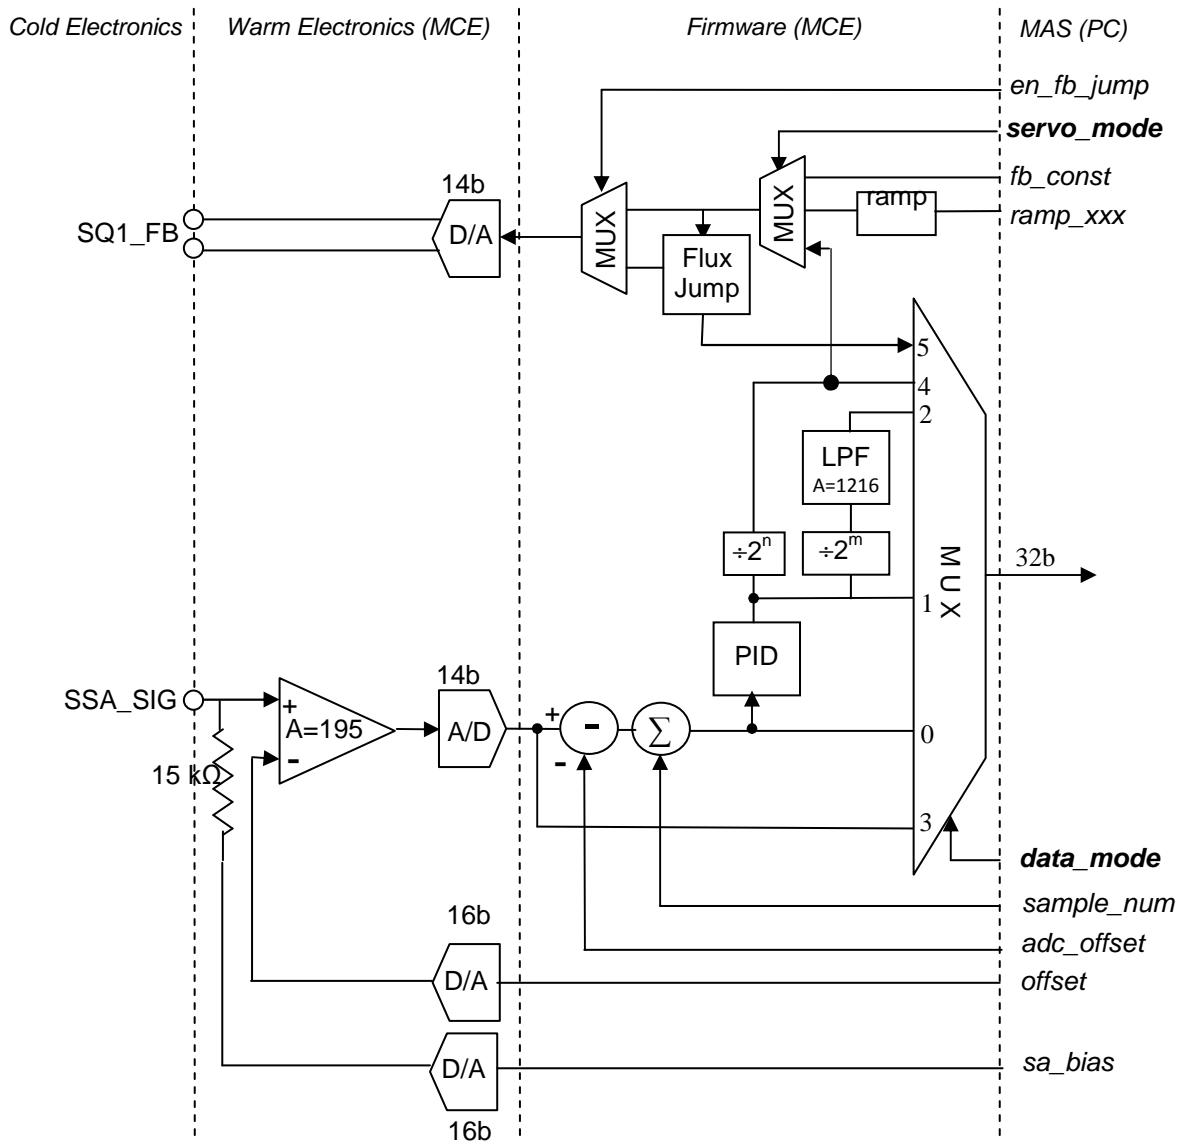 Cold Electronics
Warm Electronics (MCE)
Firmware (MCE)
MAS (PC)
en_fb_jump
servo_mode
fb_const
ramp
ramp_xxx
14b
MUX
MUX
SQ1_FB
D/A
Flux
Jump
5
4
2
LPF
A=1216
÷2ⁿ
÷2ᵐ
MUX
32b
1
PID
14b
SSA_SIG
+
A=195
-
A/D
+
-
-
∑
0
15 kΩ
3
data_mode
sample_num
16b
adc_offset
D/A
offset
D/A
sa_bias
16b